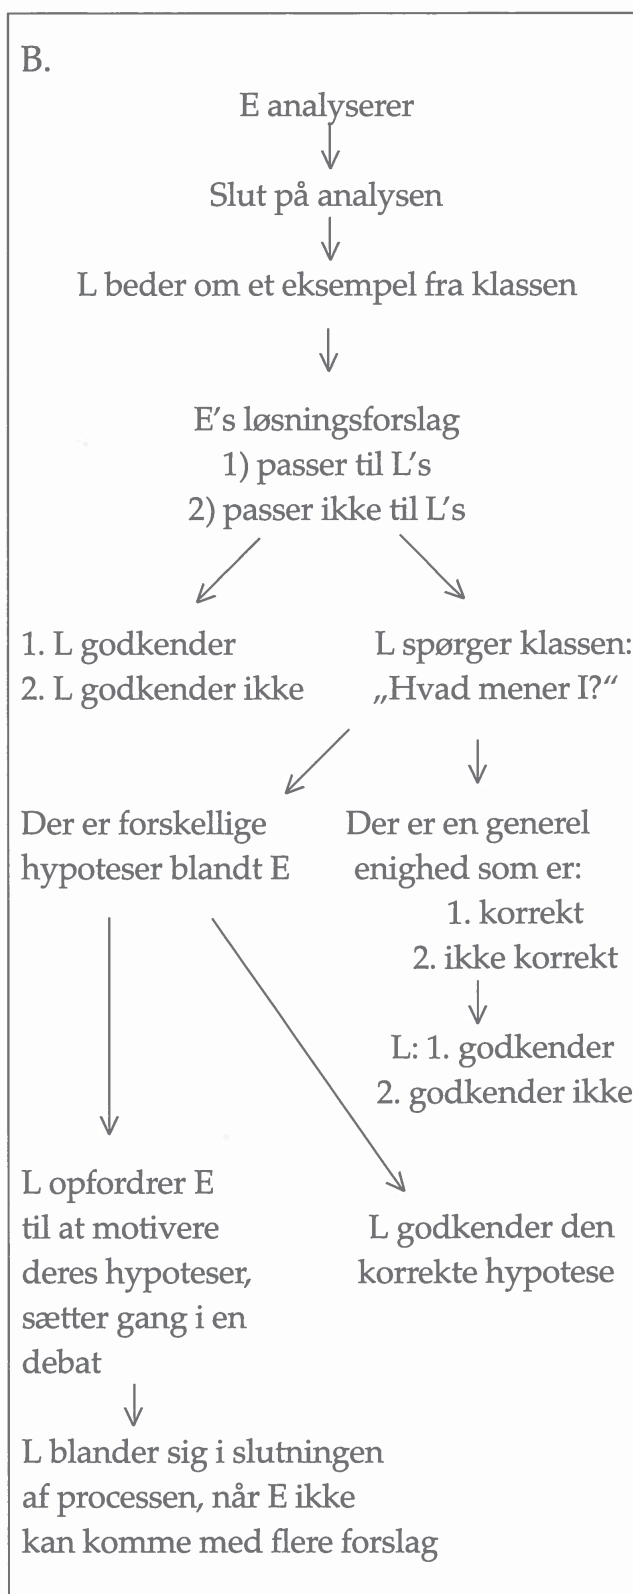 B.
E analyserer
Slut på analysen
L beder om et eksempel fra klassen
E's løsningsforslag
1) passer til L's
2) passer ikke til L's
1. L godkender
2. L godkender ikke
L spørger klassen:
„Hvad mener I?“
Der er forskellige
hypoteser blandt E
Der er en generel
enighed som er:
1. korrekt
2. ikke korrekt
L: 1. godkender
2. godkender ikke
L opfordrer E
til at motivere
deres hypoteser,
sætter gang i en
debat
L godkender den
korrekte hypotese
L blander sig i slutningen
af processen, når E ikke
kan komme med flere forslag